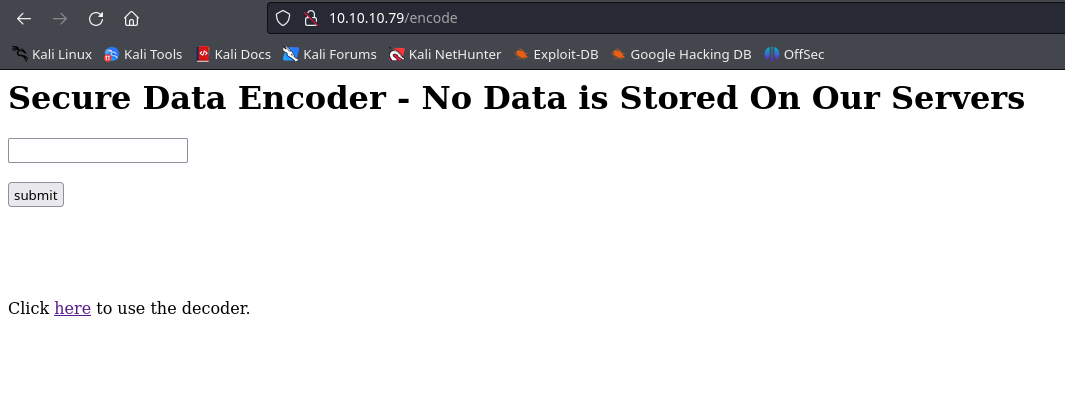 10.10.10.79/encode
Kali Linux Kali Tools Kali Docs Kali Forums Kali NetHunter Exploit-DB Google Hacking DB OffSec
Secure Data Encoder - No Data is Stored On Our Servers
submit
Click here to use the decoder.